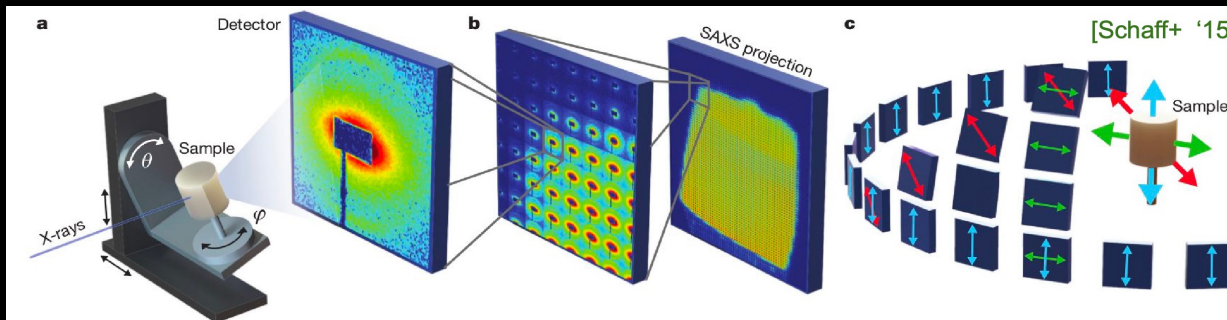 a
Detector
Sample
θ
φ
X-rays
b
SAXS projection
c
[Schaff+ '15
Sample